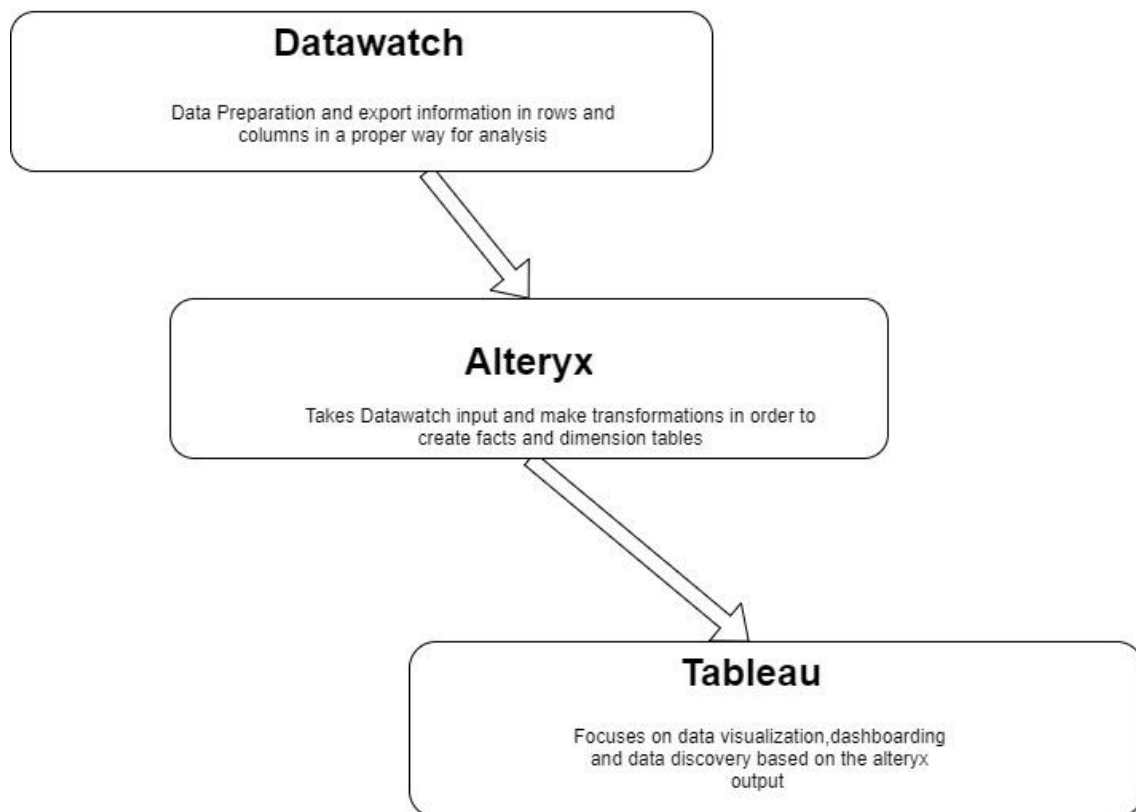 Datawatch
Data Preparation and export information in rows and
columns in a proper way for analysis
Alteryx
Takes Datawatch input and make transformations in order to
create facts and dimension tables
Tableau
Focuses on data visualization,dashboarding
and data discovery based on the alteryx
output